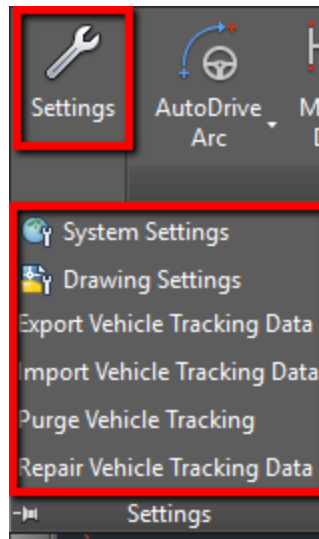 Settings
AutoDrive
Arc
System Settings
Drawing Settings
Export Vehicle Tracking Data
Import Vehicle Tracking Data
Purge Vehicle Tracking
Repair Vehicle Tracking Data
Settings